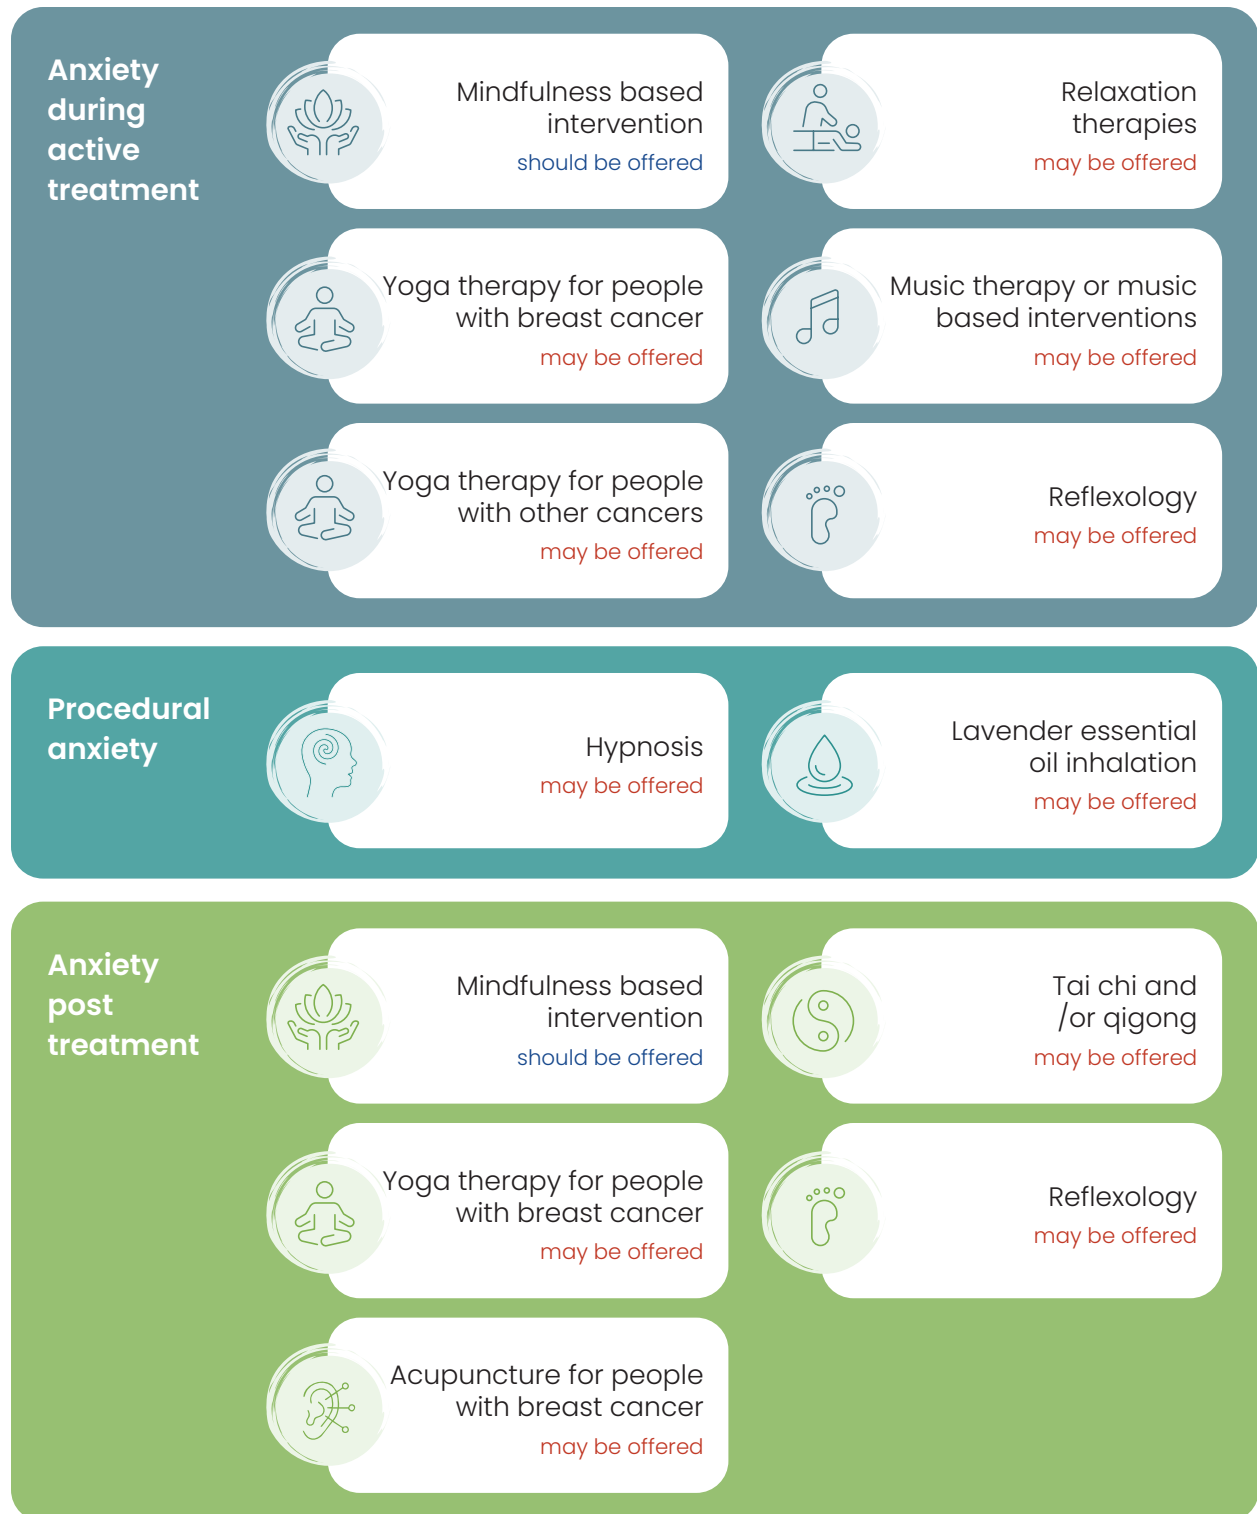 Anxiety
during
active
treatment
Mindfulness based
intervention
should be offered
Relaxation
therapies
may be offered
Yoga therapy for people
with breast cancer
may be offered
Music therapy or music
based interventions
may be offered
Yoga therapy for people
with other cancers
may be offered
Reflexology
may be offered
Procedural
anxiety
Hypnosis
may be offered
Lavender essential
oil inhalation
may be offered
Anxiety
post
treatment
Mindfulness based
intervention
should be offered
Tai chi and
/or qigong
may be offered
Yoga therapy for people
with breast cancer
may be offered
Reflexology
may be offered
Acupuncture for people
with breast cancer
may be offered